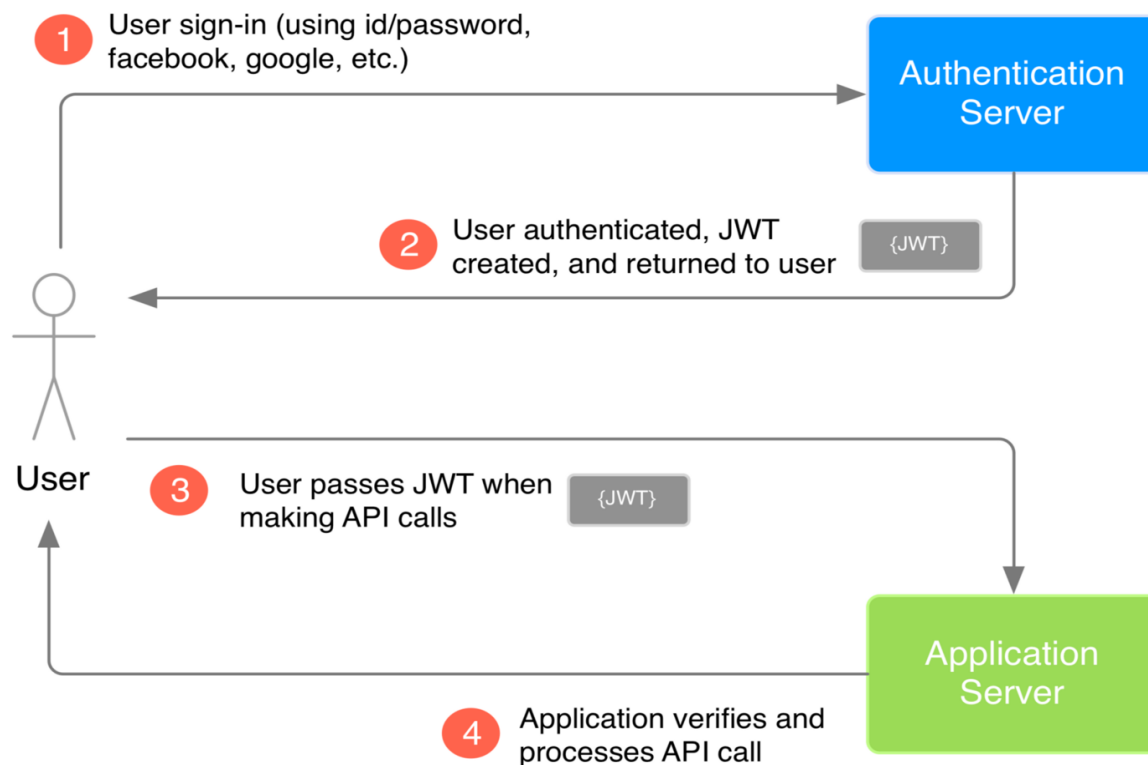 1
User sign-in (using id/password,
facebook, google, etc.)
Authentication
Server
2
User authenticated, JWT
created, and returned to user
{JWT}
User
3
User passes JWT when
making API calls
{JWT}
Application
Server
4
Application verifies and
processes API call